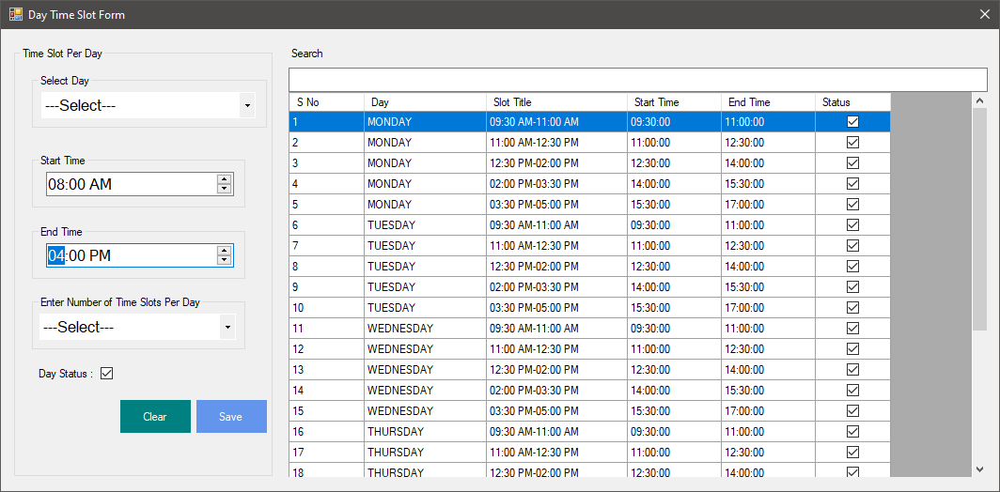 Day Time Slot Form
Time Slot Per Day
Select Day
---Select---
Start Time
08:00 AM
End Time
04:00 PM
Enter Number of Time Slots Per Day
---Select---
Day Status :
Clear Save
Search
S No Day Slot Title Start Time End Time Status
1 MONDAY 09:30 AM-11:00 AM 09:30:00 11:00:00
2 MONDAY 11:00 AM-12:30 PM 11:00:00 12:30:00
3 MONDAY 12:30 PM-02:00 PM 12:30:00 14:00:00
4 MONDAY 02:00 PM-03:30 PM 14:00:00 15:30:00
5 MONDAY 03:30 PM-05:00 PM 15:30:00 17:00:00
6 TUESDAY 09:30 AM-11:00 AM 09:30:00 11:00:00
7 TUESDAY 11:00 AM-12:30 PM 11:00:00 12:30:00
8 TUESDAY 12:30 PM-02:00 PM 12:30:00 14:00:00
9 TUESDAY 02:00 PM-03:30 PM 14:00:00 15:30:00
10 TUESDAY 03:30 PM-05:00 PM 15:30:00 17:00:00
11 WEDNESDAY 09:30 AM-11:00 AM 09:30:00 11:00:00
12 WEDNESDAY 11:00 AM-12:30 PM 11:00:00 12:30:00
13 WEDNESDAY 12:30 PM-02:00 PM 12:30:00 14:00:00
14 WEDNESDAY 02:00 PM-03:30 PM 14:00:00 15:30:00
15 WEDNESDAY 03:30 PM-05:00 PM 15:30:00 17:00:00
16 THURSDAY 09:30 AM-11:00 AM 09:30:00 11:00:00
17 THURSDAY 11:00 AM-12:30 PM 11:00:00 12:30:00
18 THURSDAY 12:30 PM-02:00 PM 12:30:00 14:00:00